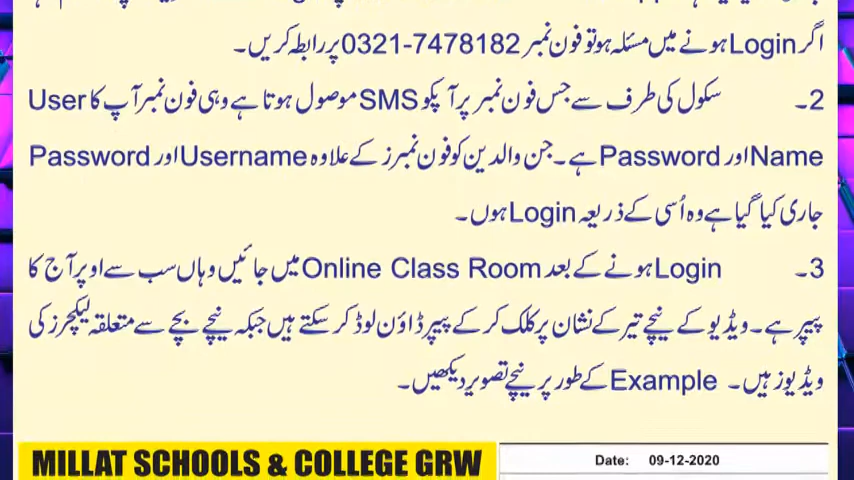 اگر Login ہونے میں مسئلہ ہو تو فون نمبر 0321-7478182 پر رابطہ کریں۔
2۔ سکول کی طرف سے جس فون نمبر پر آپکو SMS موصول ہوتا ہے وہی فون نمبر آپ کا User
Name اور Password ہے۔ جن والدین کو فون نمبرز کے علاوہ Username اور Password
جاری کیا گیا ہے وہ اُسی کے ذریعہ Login ہوں۔
3۔ Login ہونے کے بعد Online Class Room میں جائیں وہاں سب سے اوپر آج کا
پیپر ہے۔ ویڈیو کے نیچے تیر کے نشان پر کلک کر کے پیپر ڈاؤن لوڈ کر سکتے ہیں جبکہ نیچے بچے سے متعلقہ لیکچرز کی
ویڈیوز ہیں۔ Example کے طور پر نیچے تصویر دیکھیں۔
MILLAT SCHOOLS & COLLEGE GRW
Date: 09-12-2020